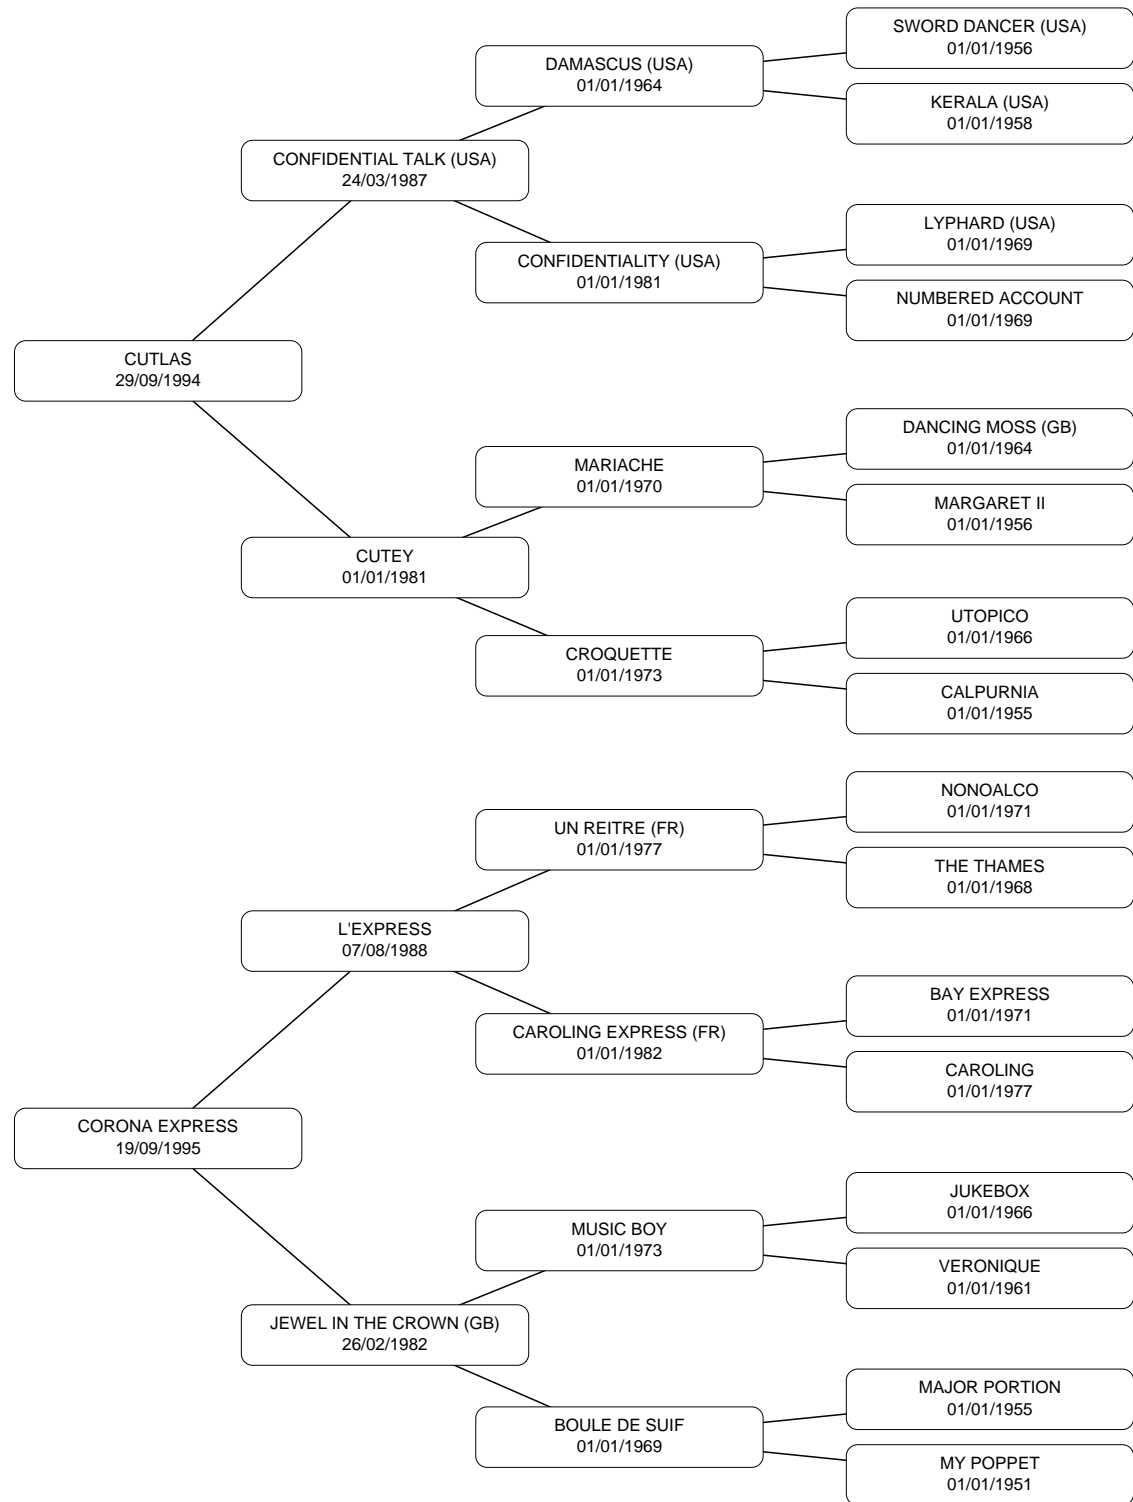 SWORD DANCER (USA)
01/01/1956
DAMASCUS (USA)
01/01/1964
KERALA (USA)
01/01/1958
CONFIDENTIAL TALK (USA)
24/03/1987
LYPHARD (USA)
01/01/1969
CONFIDENTIALITY (USA)
01/01/1981
NUMBERED ACCOUNT
01/01/1969
CUTLAS
29/09/1994
DANCING MOSS (GB)
01/01/1964
MARIACHE
01/01/1970
MARGARET II
01/01/1956
CUTEY
01/01/1981
UTOPICO
01/01/1966
CROQUETTE
01/01/1973
CALPURNIA
01/01/1955
NONOALCO
01/01/1971
UN REITRE (FR)
01/01/1977
THE THAMES
01/01/1968
L'EXPRESS
07/08/1988
BAY EXPRESS
01/01/1971
CAROLING EXPRESS (FR)
01/01/1982
CAROLING
01/01/1977
CORONA EXPRESS
19/09/1995
JUKEBOX
01/01/1966
MUSIC BOY
01/01/1973
VERONIQUE
01/01/1961
JEWEL IN THE CROWN (GB)
26/02/1982
MAJOR PORTION
01/01/1955
BOULE DE SUIF
01/01/1969
MY POPPET
01/01/1951